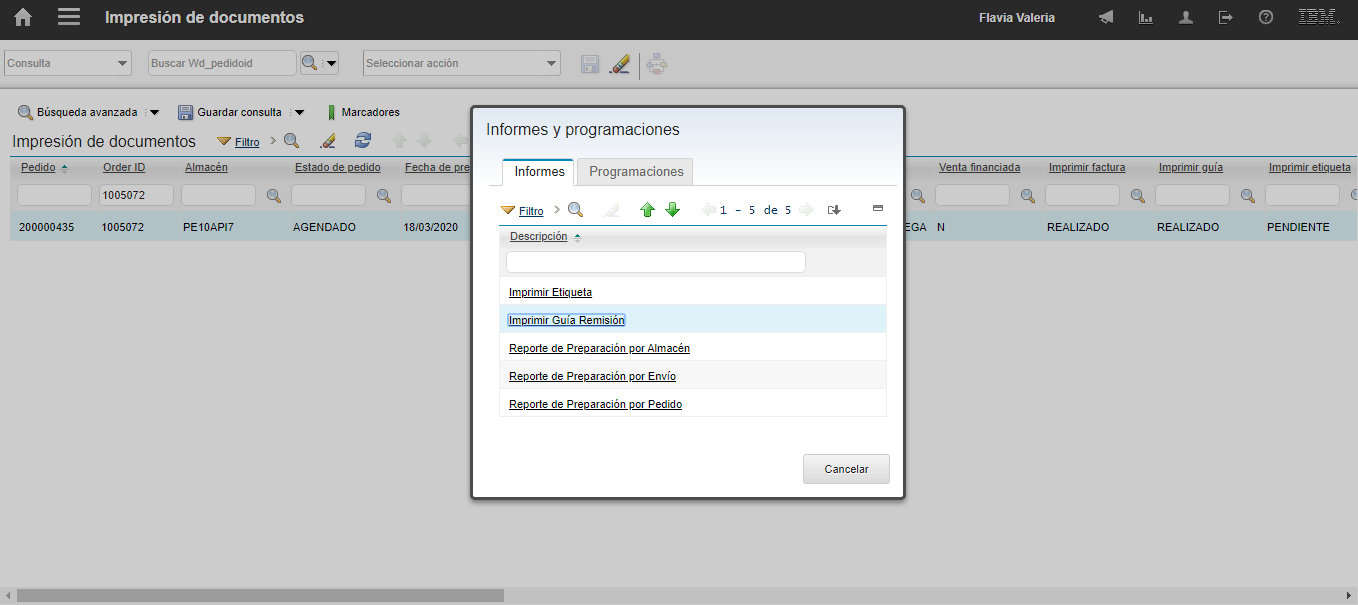 Impresión de documentos
Flavia Valeria
IBM.
Consulta
Buscar Wd_pedidoid
Seleccionar acción
Búsqueda avanzada
Guardar consulta
Marcadores
Impresión de documentos
Filtro
Pedido
Order ID
Almacén
Estado de pedido
Fecha de pre
Venta financiada
Imprimir factura
Imprimir guía
Imprimir etiqueta
1005072
200000435
1005072
PE10API7
AGENDADO
18/03/2020
EGA
N
REALIZADO
REALIZADO
PENDIENTE
Informes y programaciones
Informes
Programaciones
Filtro
1 - 5 de 5
Descripción
Imprimir Etiqueta
Imprimir Guía Remisión
Reporte de Preparación por Almacén
Reporte de Preparación por Envío
Reporte de Preparación por Pedido
Cancelar